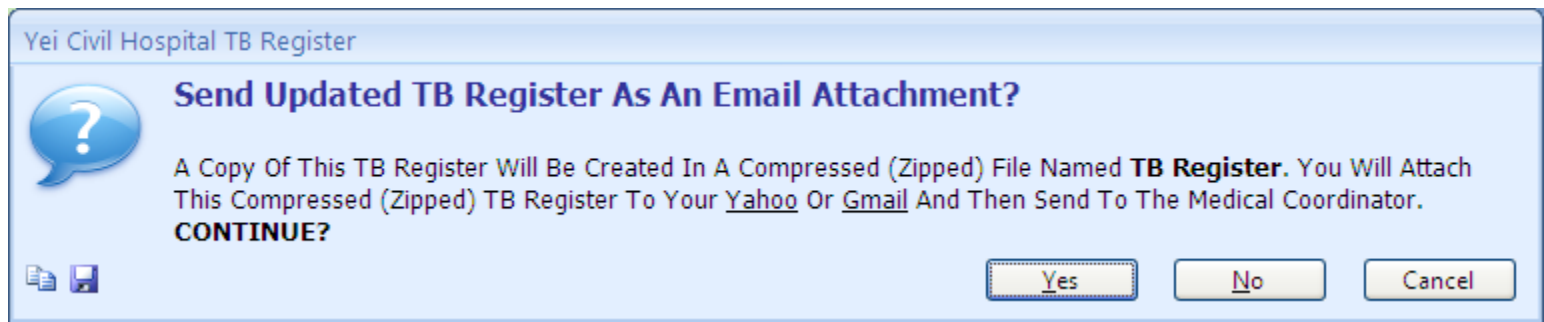 Yei Civil Hospital TB Register
Send Updated TB Register As An Email Attachment?
A Copy Of This TB Register Will Be Created In A Compressed (Zipped) File Named TB Register. You Will Attach
This Compressed (Zipped) TB Register To Your Yahoo Or Gmail And Then Send To The Medical Coordinator.
CONTINUE?
Yes No Cancel